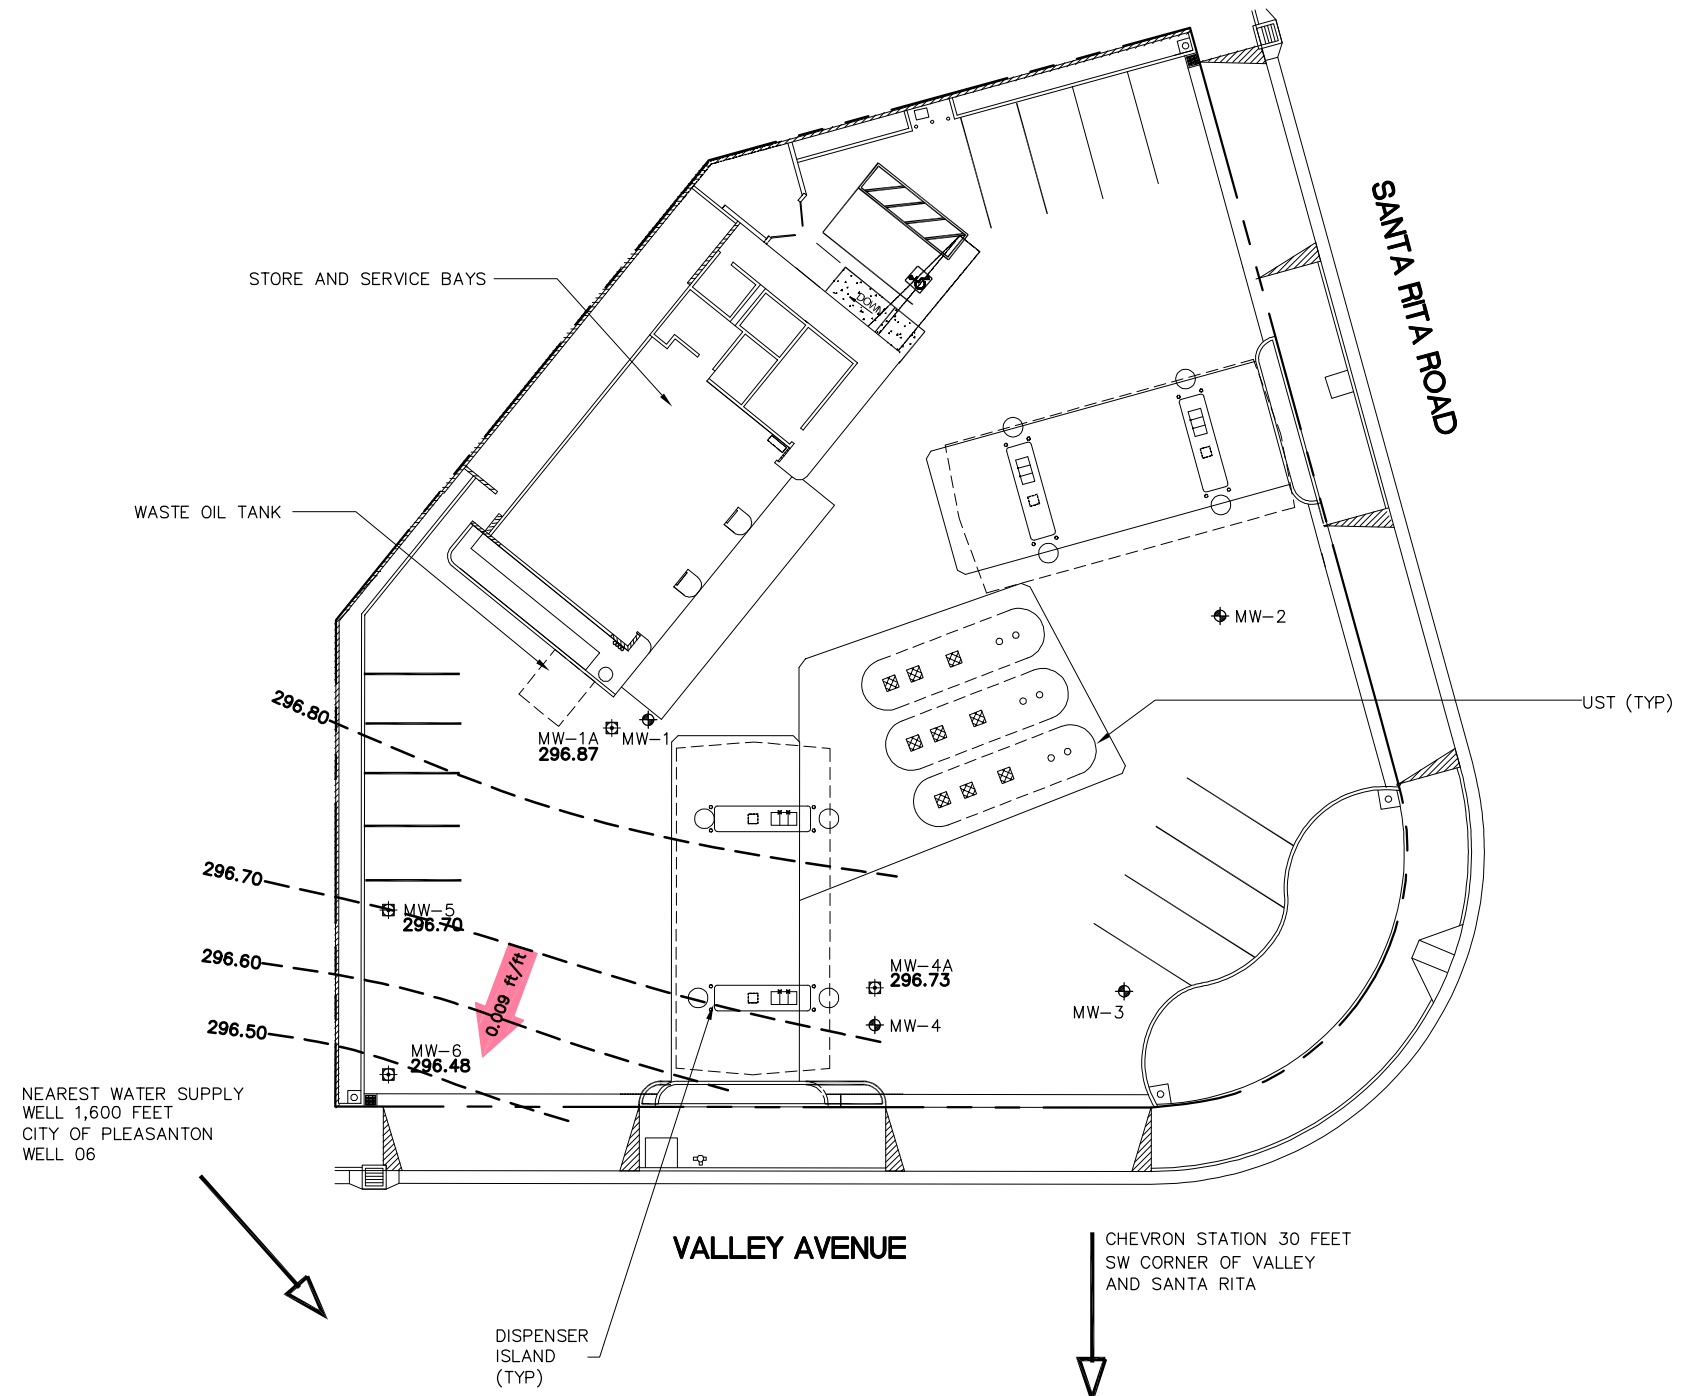 SANTA RITA ROAD
STORE AND SERVICE BAYS
DOWN
WASTE OIL TANK
MW-2
296.80
UST (TYP)
MW-1A
296.87
MW-1
296.70
MW-5
296.70
0.009 ft/ft
296.60
MW-4A
296.73
MW-3
296.50
MW-4
MW-6
296.48
NEAREST WATER SUPPLY
WELL 1,600 FEET
CITY OF PLEASANTON
WELL 06
VALLEY AVENUE
CHEVRON STATION 30 FEET
SW CORNER OF VALLEY
AND SANTA RITA
DISPENSER
ISLAND
(TYP)